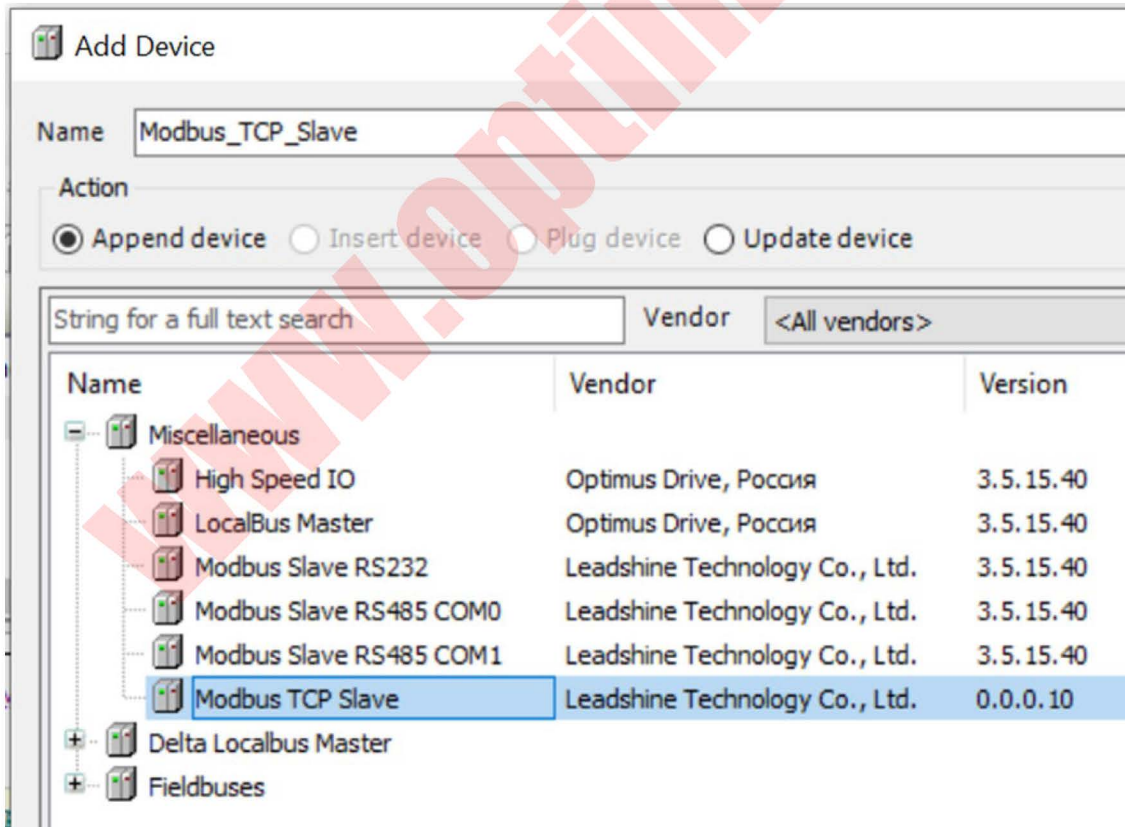 Add Device
Name Modbus_TCP_Slave
Action
Append device Insert device Plug device Update device
String for a full text search Vendor <All vendors>
Name Vendor Version
Miscellaneous
High Speed IO Optimus Drive, Россия 3.5.15.40
LocalBus Master Optimus Drive, Россия 3.5.15.40
Modbus Slave RS232 Leadshine Technology Co., Ltd. 3.5.15.40
Modbus Slave RS485 COM0 Leadshine Technology Co., Ltd. 3.5.15.40
Modbus Slave RS485 COM1 Leadshine Technology Co., Ltd. 3.5.15.40
Modbus TCP Slave Leadshine Technology Co., Ltd. 0.0.0.10
Delta Localbus Master
Fieldbuses